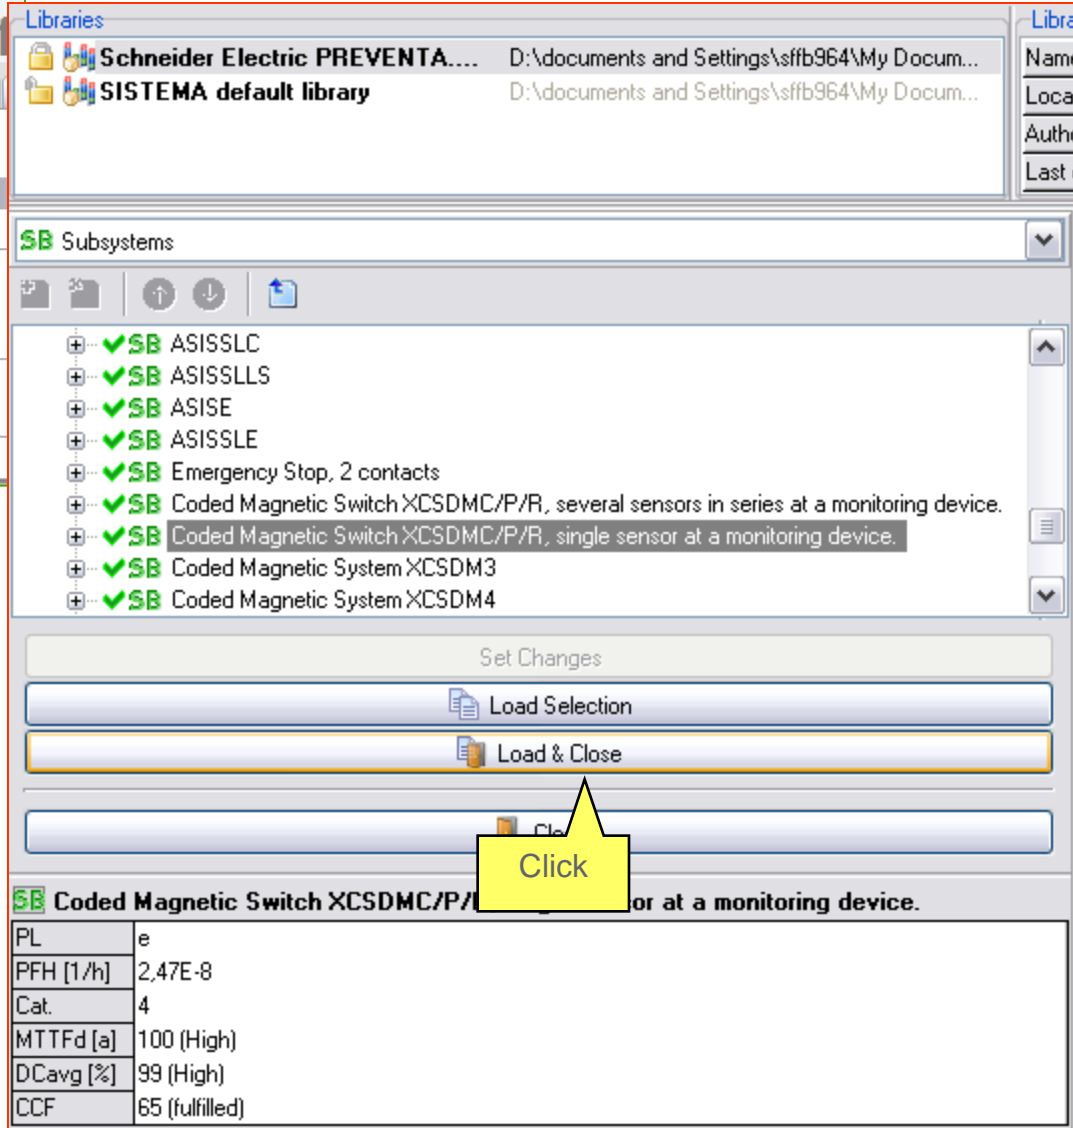 Libraries
Schneider Electric PREVENTA.... D:\documents and Settings\sffb964\My Docum...
SISTEMA default library D:\documents and Settings\sffb964\My Docum...
Libra
Name
Loca
Autho
Last
SB Subsystems
SB ASISSLC
SB ASISSLLS
SB ASISE
SB ASISSLE
SB Emergency Stop, 2 contacts
SB Coded Magnetic Switch XCSDMC/P/R, several sensors in series at a monitoring device.
SB Coded Magnetic Switch XCSDMC/P/R, single sensor at a monitoring device.
SB Coded Magnetic System XCSDM3
SB Coded Magnetic System XCSDM4
Set Changes
Load Selection
Load & Close
Click
SB Coded Magnetic Switch XCSDMC/P/ or at a monitoring device.
PL e
PFH [1/h] 2,47E-8
Cat. 4
MTTFd [a] 100 (High)
DCavg [%] 99 (High)
CCF 65 (fulfilled)